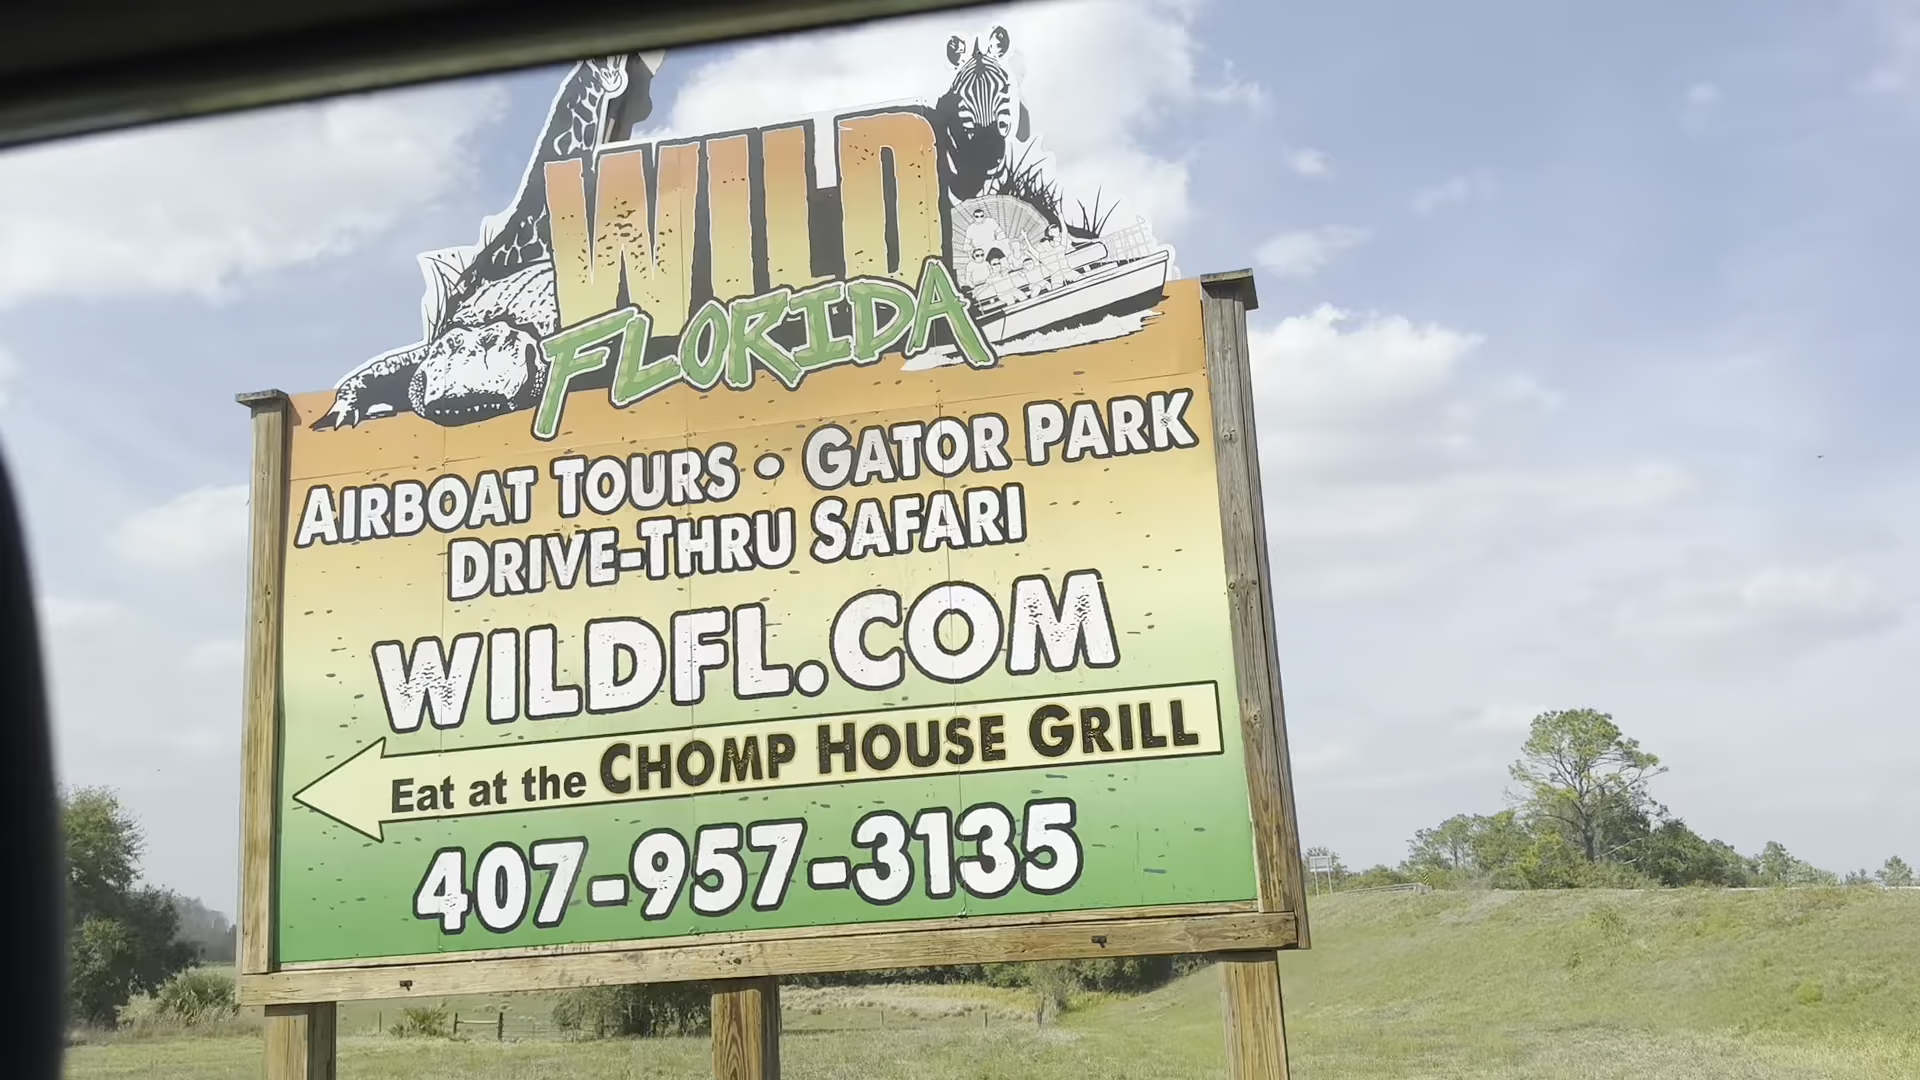 WILD
FLORIDA
AIRBOAT TOURS • GATOR PARK
DRIVE-THRU SAFARI
WILDFL.COM
Eat at the CHOMP HOUSE GRILL
407-957-3135